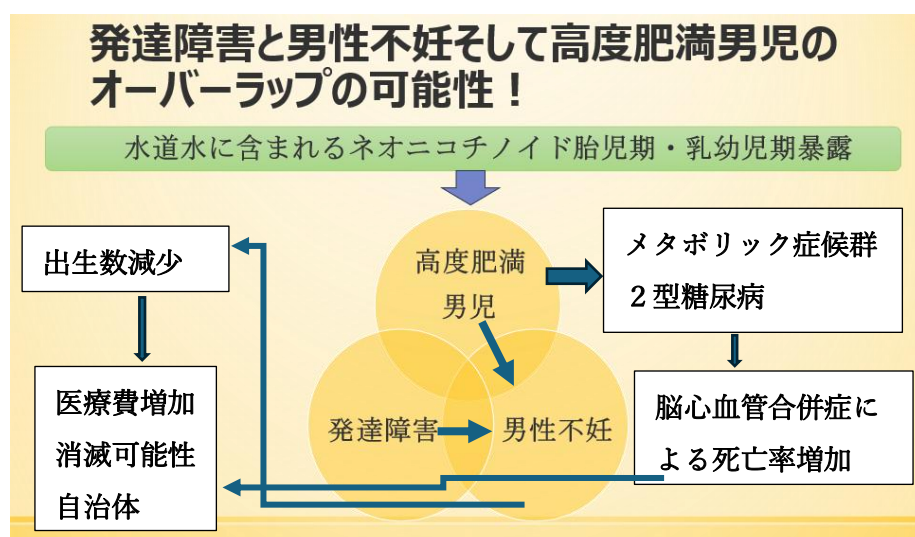 発達障害と男性不妊そして高度肥満男児の
オーバーラップの可能性！
水道水に含まれるネオニコチノイド胎児期・乳幼児期暴露
高度肥満
男児
発達障害
男性不妊
メタボリック症候群
２型糖尿病
脳心血管合併症に
よる死亡率増加
出生数減少
医療費増加
消滅可能性
自治体